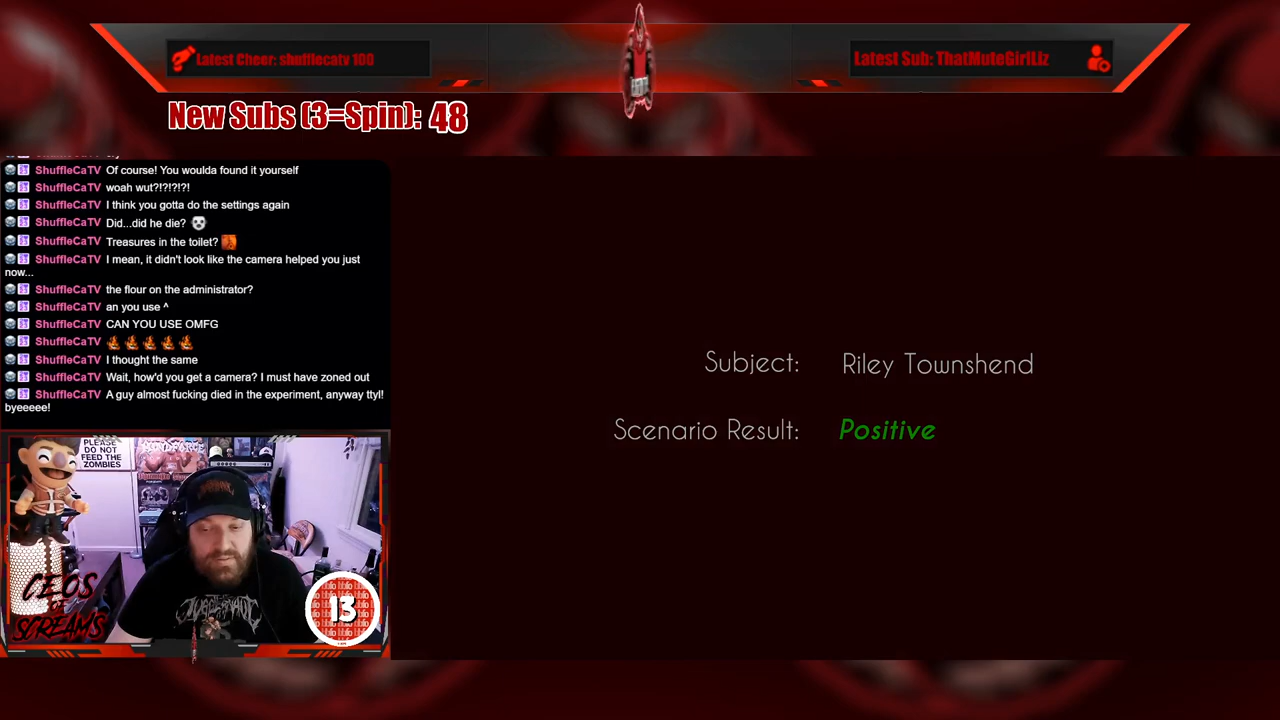 Latest Cheer: shufflecatv 100
Latest Sub: ThatMuteGirlLiz
New Subs (3=Spin): 48
ShuffleCaTV Of course! You woulda found it yourself
ShuffleCaTV woah wut?!?!?!?!
ShuffleCaTV I think you gotta do the settings again
ShuffleCaTV Did...did he die?
ShuffleCaTV Treasures in the toilet?
ShuffleCaTV I mean, it didn't look like the camera helped you just
now...
ShuffleCaTV the flour on the administrator?
ShuffleCaTV an you use ^
ShuffleCaTV CAN YOU USE OMFG
ShuffleCaTV
ShuffleCaTV I thought the same
ShuffleCaTV Wait, how'd you get a camera? I must have zoned out
ShuffleCaTV A guy almost fucking died in the experiment, anyway ttyl!
byeeeee!
Subject: Riley Townshend
Scenario Result: Positive
PLEASE
DO NOT
FEED THE
ZOMBIES
CEOS
OF
SCREAMS
13